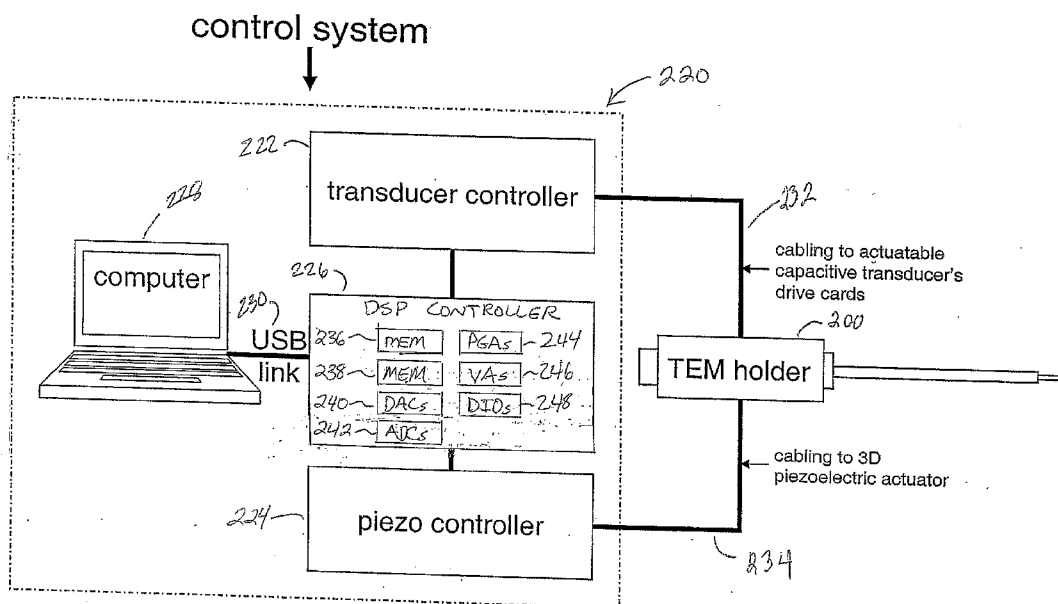 control system
220
222
transducer controller
232
228
computer
cabling to actuatable
capacitive transducer's
drive cards
226
DSP CONTROLLER
230
USB
link
236 MEM PGAs 244
238 MEM VAs 246
240 DACs DIOs 248
242 ADCs
200
TEM holder
cabling to 3D
piezoelectric actuator
224
piezo controller
234